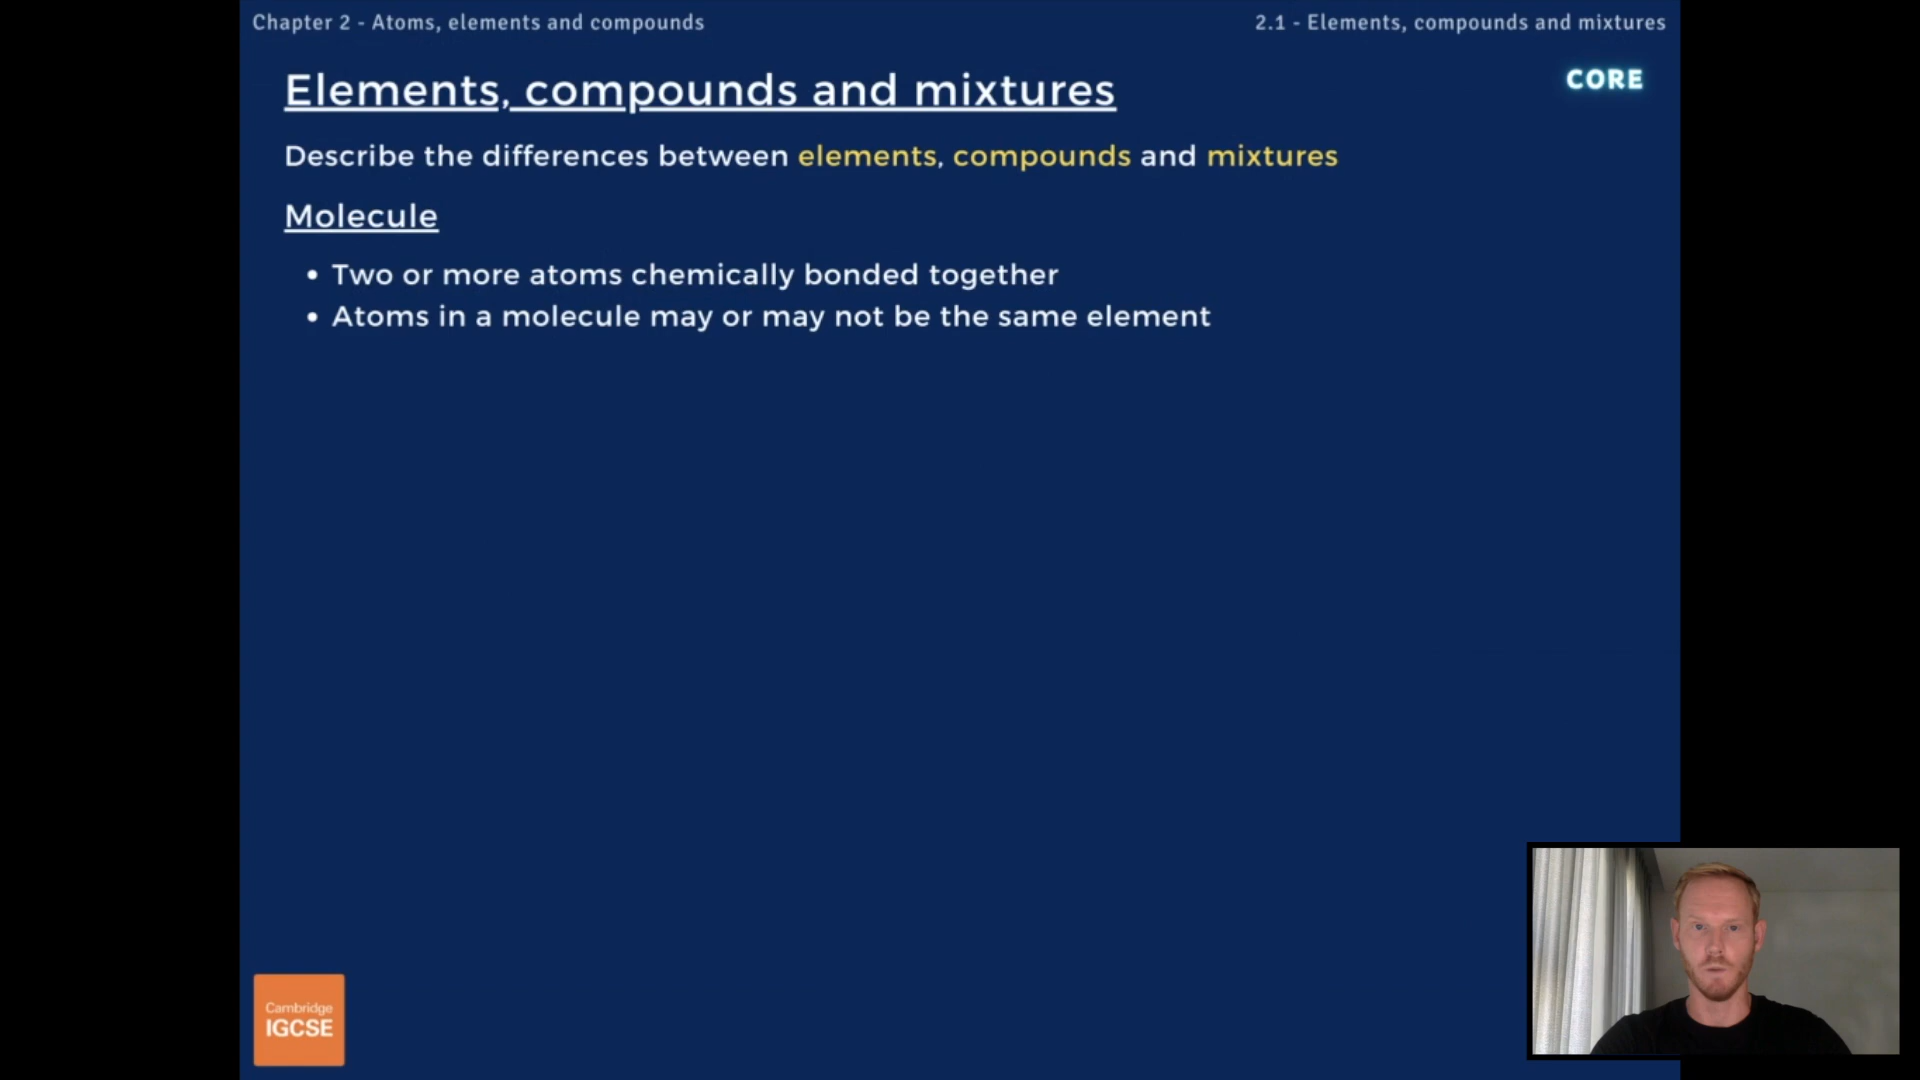 Chapter 2 - Atoms, elements and compounds
2.1 - Elements, compounds and mixtures
Elements, compounds and mixtures
CORE
Describe the differences between elements, compounds and mixtures
Molecule
• Two or more atoms chemically bonded together
• Atoms in a molecule may or may not be the same element
Cambridge
IGCSE